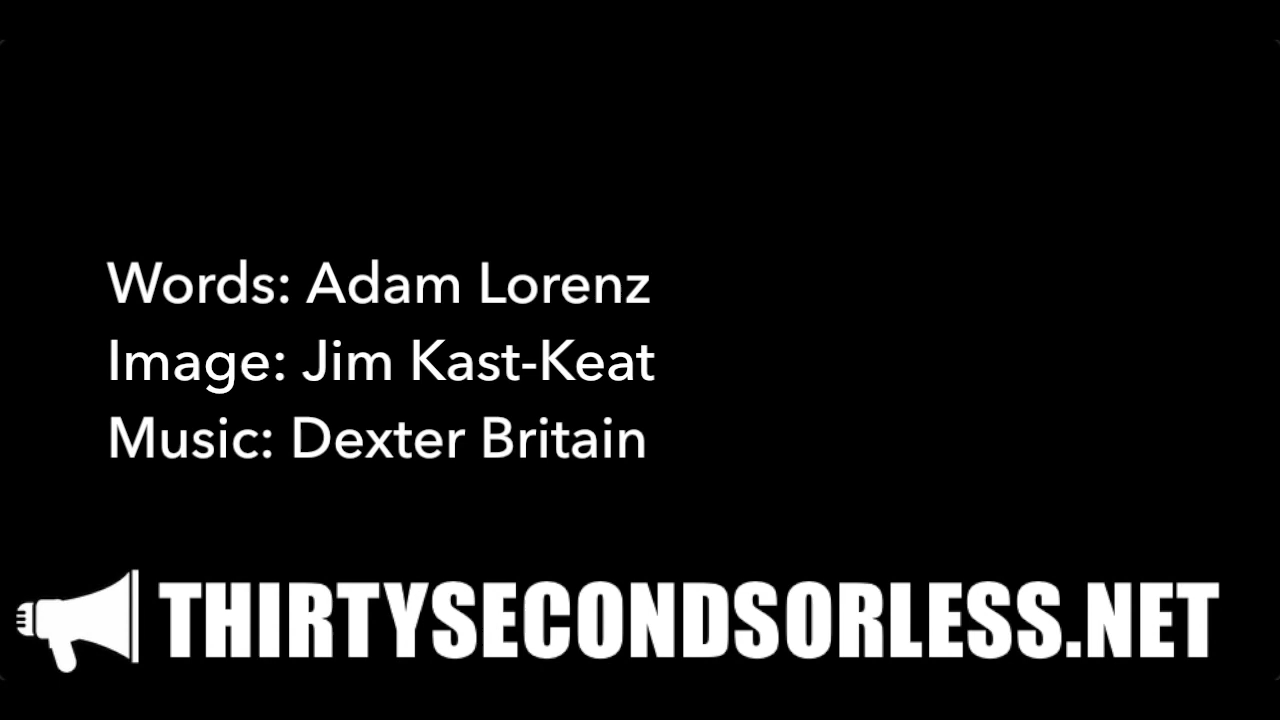 Words: Adam Lorenz
Image: Jim Kast-Keat
Music: Dexter Britain
THIRTYSECONDSORLESS.NET